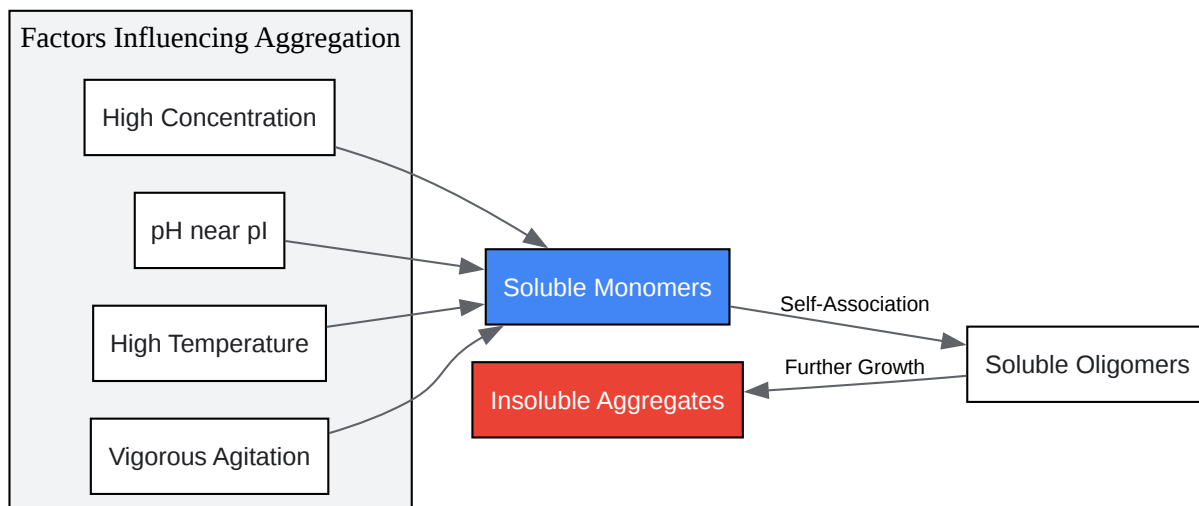 Factors Influencing Aggregation
High Concentration
pH near pI
High Temperature
Vigorous Agitation
Soluble Monomers
Self-Association
Soluble Oligomers
Further Growth
Insoluble Aggregates